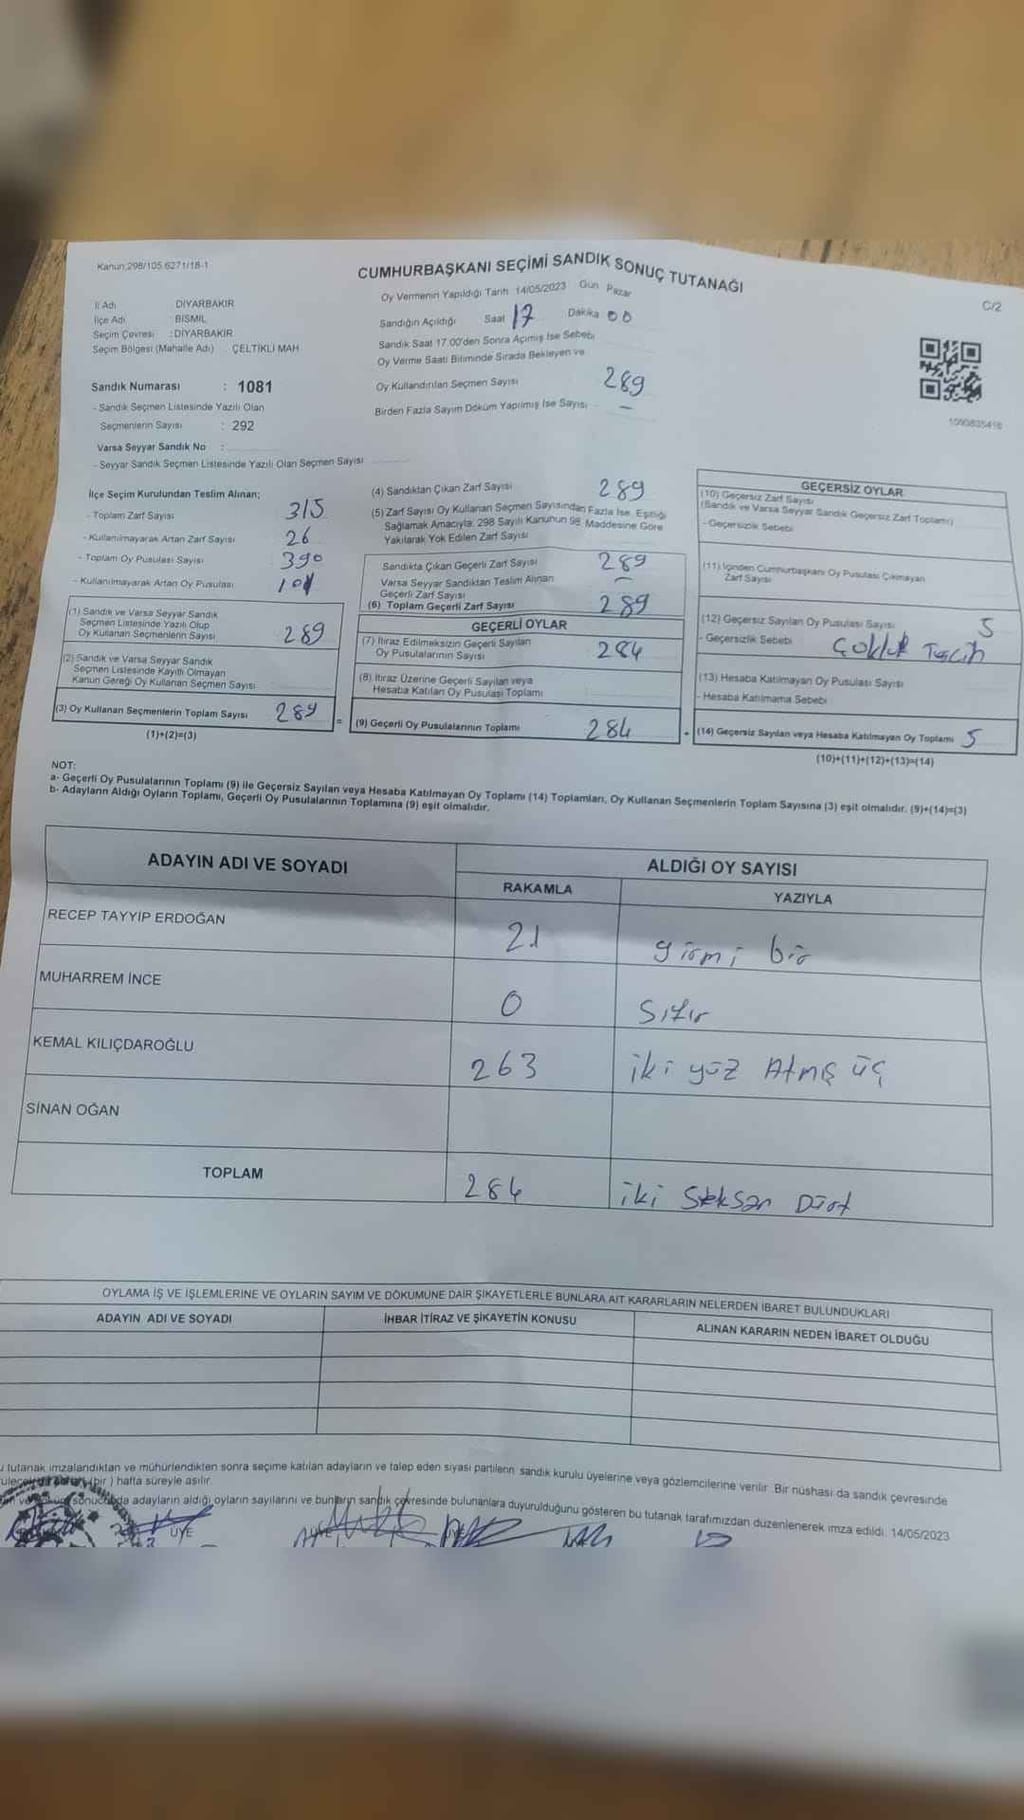 Kanun:298/105.6271/18-1
CUMHURBAŞKANI SEÇİMİ SANDIK SONUÇ TUTANAĞI
C/2
İl Adı DİYARBAKIR
İlçe Adı : BİSMİL
Seçim Çevresi : DİYARBAKIR
Seçim Bölgesi (Mahalle Adı) ÇELTİKLİ MAH
Sandık Numarası : 1081
- Sandık Seçmen Listesinde Yazılı Olan
Seçmenlerin Sayısı : 292
Varsa Seyyar Sandık No :
- Seyyar Sandık Seçmen Listesinde Yazılı Olan Seçmen Sayısı
Oy Vermenin Yapıldığı Tarih 14/05/2023 Gün Pazar
Sandığın Açıldığı Saat 17 Dakika 00
Sandık Saat 17.00'den Sonra Açımış İse Sebebi
Oy Verme Saati Bitiminde Sırada Bekleyen ve
Oy Kullandırılan Seçmen Sayısı 289
Birden Fazla Sayım Döküm Yapılmış İse Sayısı -
1090835416
İlçe Seçim Kurulundan Teslim Alınan;
- Toplam Zarf Sayısı 315
- Kullanılmayarak Artan Zarf Sayısı 26
- Toplam Oy Pusulası Sayısı 390
- Kullanılmayarak Artan Oy Pusulası 101
(1) Sandık ve Varsa Seyyar Sandık
Seçmen Listesinde Yazılı Olup
Oy Kullanan Seçmenlerin Sayısı 289
(2) Sandık ve Varsa Seyyar Sandık
Seçmen Listesinde Kayıtlı Olmayan
Kanun Gereği Oy Kullanan Seçmen Sayısı
(3) Oy Kullanan Seçmenlerin Toplam Sayısı 289 =
(1)+(2)=(3)
(4) Sandıktan Çıkan Zarf Sayısı 289
(5) Zarf Sayısı Oy Kullanan Seçmen Sayısından Fazla İse, Eşitliği
Sağlamak Amacıyla; 298 Sayılı Kanunun 98. Maddesine Göre
Yakılarak Yok Edilen Zarf Sayısı
Sandıkta Çıkan Geçerli Zarf Sayısı 289
Varsa Seyyar Sandıktan Teslim Alınan
Geçerli Zarf Sayısı -
(6) Toplam Geçerli Zarf Sayısı 289
GEÇERLİ OYLAR
(7) İtiraz Edilmeksizin Geçerli Sayılan
Oy Pusulalarının Sayısı 284
(8) İtiraz Üzerine Geçerli Sayılan veya
Hesaba Katılan Oy Pusulası Toplamı
(9) Geçerli Oy Pusulalarının Toplamı 284 +
GEÇERSİZ OYLAR
(10) Geçersiz Zarf Sayısı
(Sandık ve Varsa Seyyar Sandık Geçersiz Zarf Toplamı)
- Geçersizlik Sebebi
(11) İçinden Cumhurbaşkanı Oy Pusulası Çıkmayan
Zarf Sayısı
(12) Geçersiz Sayılan Oy Pusulası Sayısı 5
- Geçersizlik Sebebi Çokluk Tercih
(13) Hesaba Katılmayan Oy Pusulası Sayısı
- Hesaba Katılmama Sebebi
(14) Geçersiz Sayılan veya Hesaba Katılmayan Oy Toplamı 5
(10)+(11)+(12)+(13)=(14)
NOT:
a- Geçerli Oy Pusulalarının Toplamı (9) ile Geçersiz Sayılan veya Hesaba Katılmayan Oy Toplamı (14) Toplamları, Oy Kullanan Seçmenlerin Toplam Sayısına (3) eşit olmalıdır. (9)+(14)=(3)
b- Adayların Aldığı Oyların Toplamı, Geçerli Oy Pusulalarının Toplamına (9) eşit olmalıdır.
ADAYIN ADI VE SOYADI ALDIĞI OY SAYISI
RAKAMLA YAZIYLA
RECEP TAYYİP ERDOĞAN 21 yirmi bir
MUHARREM İNCE 0 Sıfır
KEMAL KILIÇDAROĞLU 263 iki yüz Atmış üç
SİNAN OĞAN
TOPLAM 284 iki Seksen Dört
OYLAMA İŞ VE İŞLEMLERİNE VE OYLARIN SAYIM VE DÖKÜMÜNE DAİR ŞİKAYETLERLE BUNLARA AİT KARARLARIN NELERDEN İBARET BULUNDUKLARI
ADAYIN ADI VE SOYADI İHBAR İTİRAZ VE ŞİKAYETİN KONUSU ALINAN KARARIN NEDEN İBARET OLDUĞU
tutanak imzalandıktan ve mühürlendikten sonra seçime katılan adayların ve talep eden siyasi partilerin sandık kurulu üyelerine veya gözlemcilerine verilir. Bir nüshası da sandık çevresinde
(bir) hafta süreyle asılır.
sonucunda adayların aldığı oyların sayılarını ve bunların sandık çevresinde bulunanlara duyurulduğunu gösteren bu tutanak tarafımızdan düzenlenerek imza edildi. 14/05/2023
ÜYE